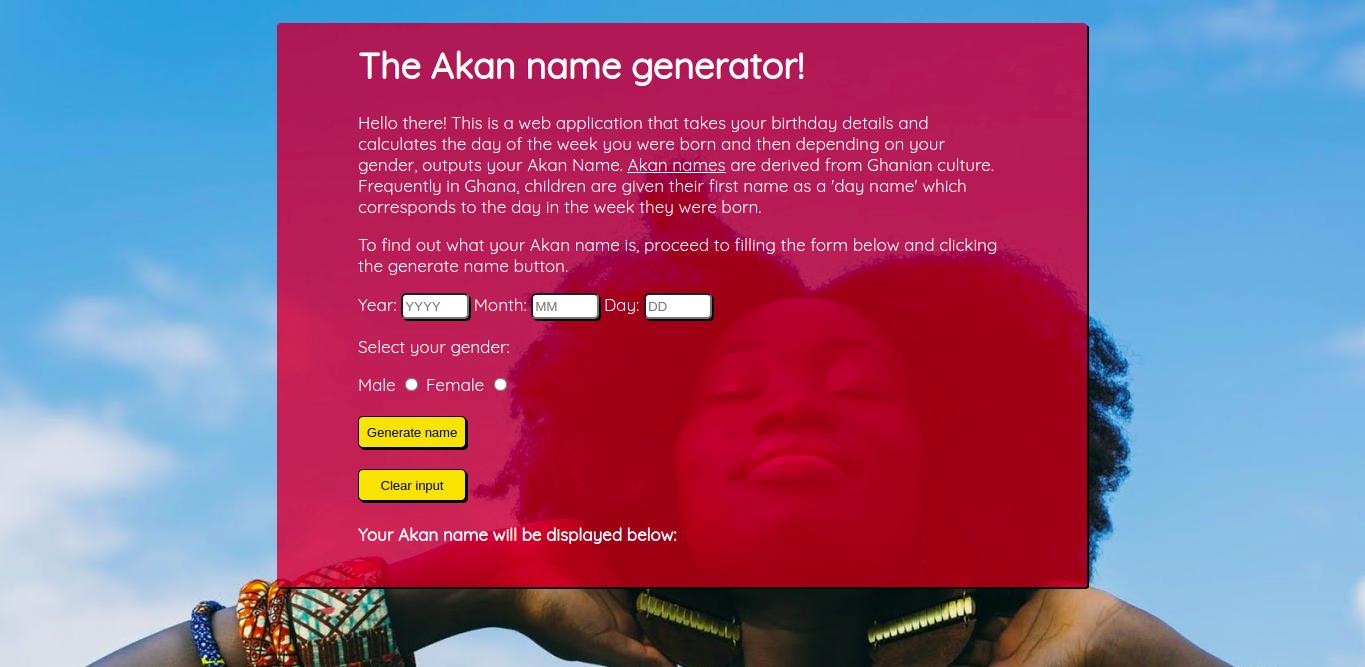 The Akan name generator!
Hello there! This is a web application that takes your birthday details and
calculates the day of the week you were born and then depending on your
gender, outputs your Akan Name. Akan names are derived from Ghanian culture.
Frequently in Ghana, children are given their first name as a 'day name' which
corresponds to the day in the week they were born.
To find out what your Akan name is, proceed to filling the form below and clicking
the generate name button.
Year: YYYY Month: MM Day: DD
Select your gender:
Male Female
Generate name
Clear input
Your Akan name will be displayed below: